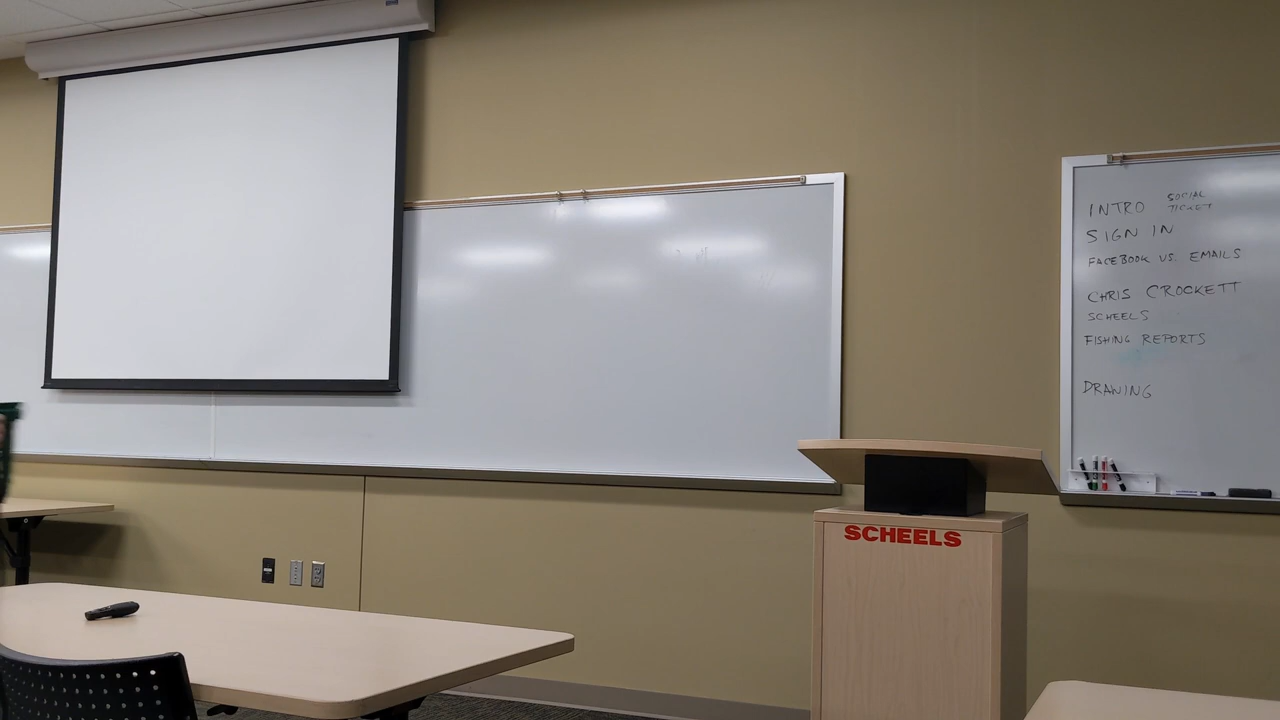 INTRO SOCIAL TICKET
SIGN IN
FACEBOOK VS. EMAILS
CHRIS CROCKETT
SCHEELS
FISHING REPORTS
DRAWING
SCHEELS